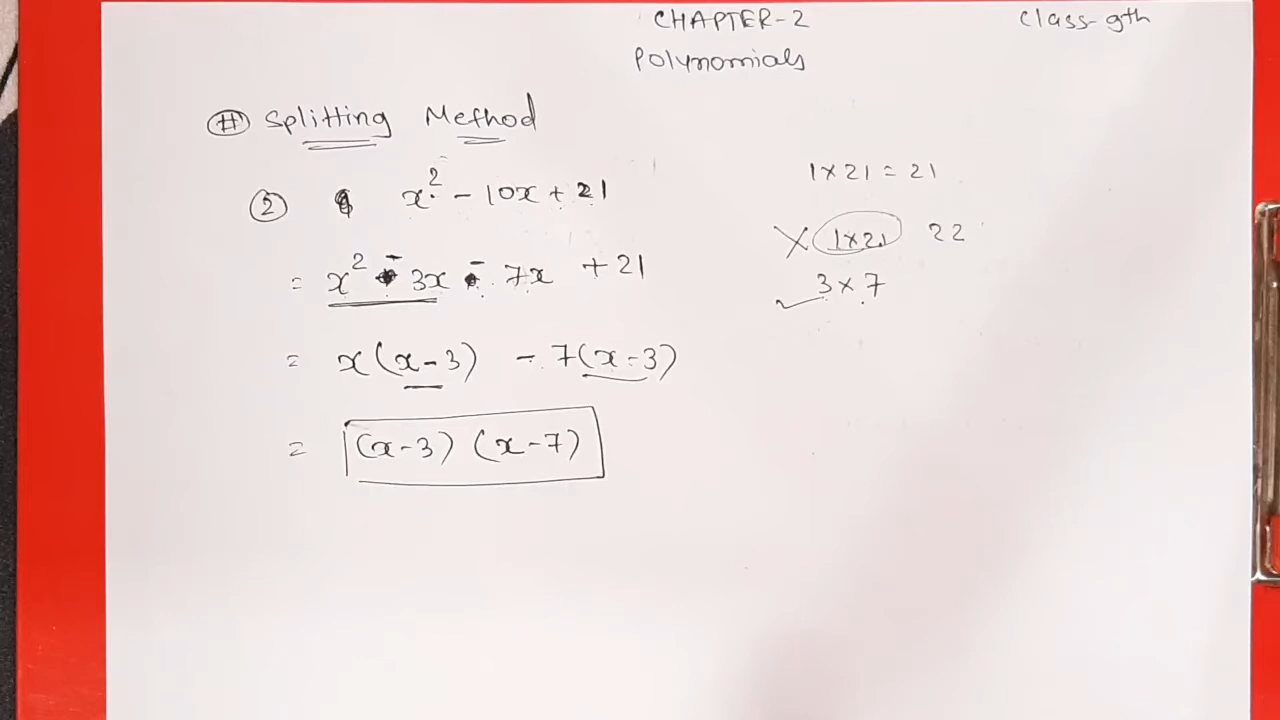 CHAPTER-2
Class-9th
Polynomials
# Splitting Method
② x² - 10x + 21
= x² - 3x - 7x + 21
= x(x-3) - 7(x-3)
= (x-3) (x-7)
1×21 = 21
× 1×21 22
✓ 3×7